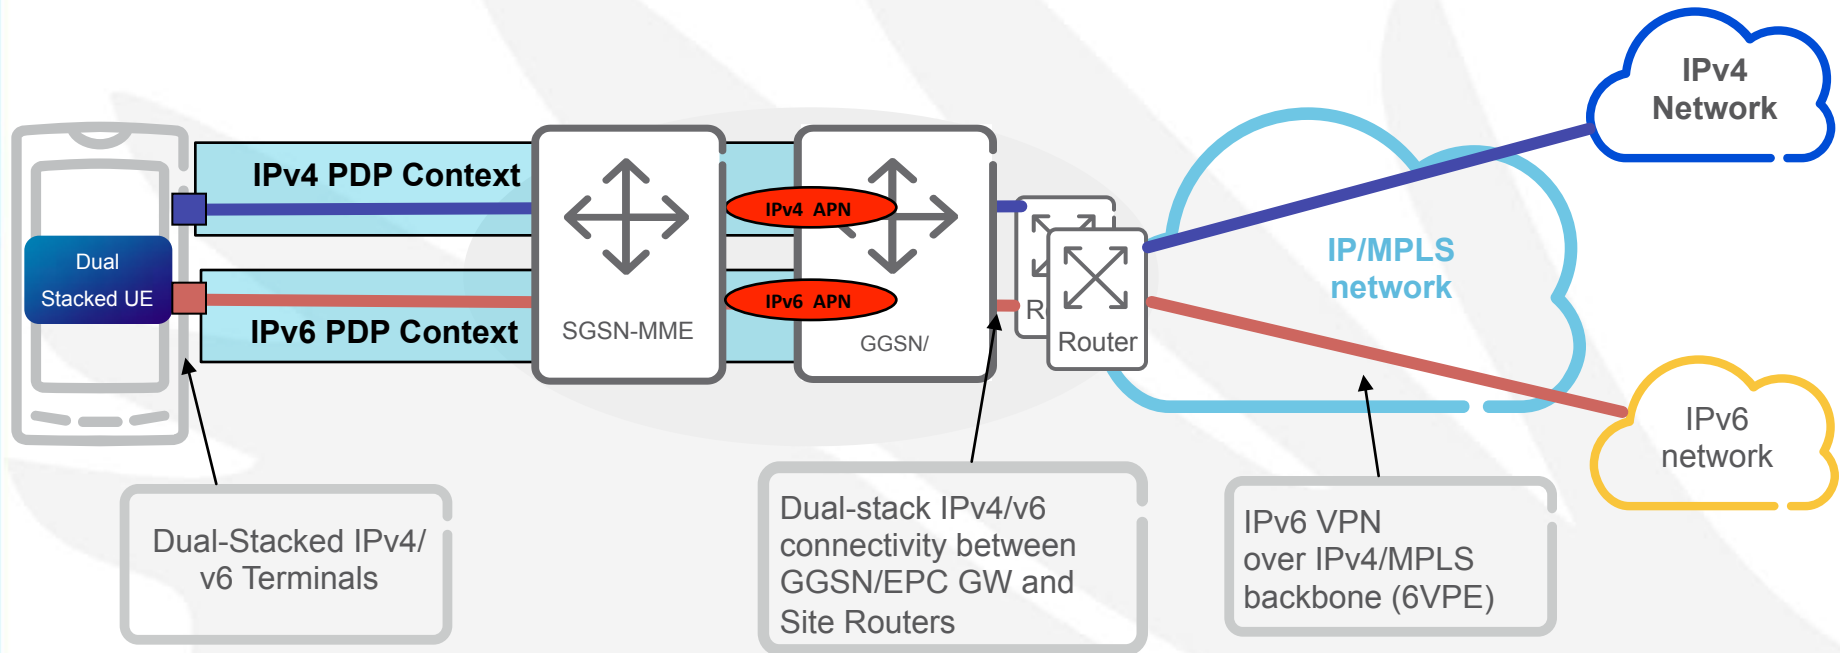 IPv4
Network
IPv4 PDP Context
IPv4 APN
Dual
Stacked UE
IP/MPLS
network
IPv6 APN
IPv6 PDP Context
SGSN-MME
GGSN/
R
Router
IPv6
network
Dual-Stacked IPv4/
v6 Terminals
Dual-stack IPv4/v6
connectivity between
GGSN/EPC GW and
Site Routers
IPv6 VPN
over IPv4/MPLS
backbone (6VPE)